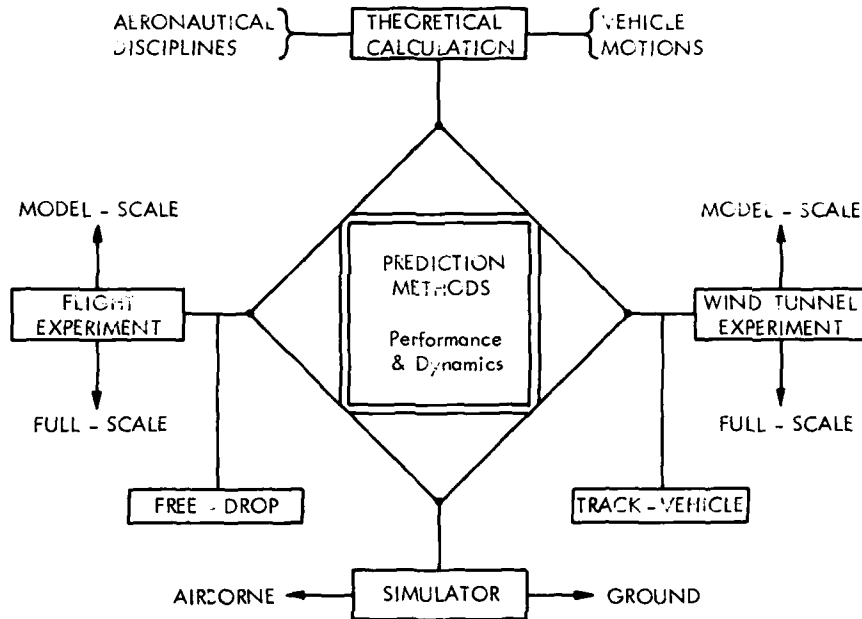 AERONAUTICAL DISCIPLINES
THEORETICAL CALCULATION
VEHICLE MOTIONS
MODEL - SCALE
MODEL - SCALE
FLIGHT EXPERIMENT
PREDICTION METHODS
Performance & Dynamics
WIND TUNNEL EXPERIMENT
FULL - SCALE
FULL - SCALE
FREE - DROP
TRACK - VEHICLE
AIRBORNE
SIMULATOR
GROUND